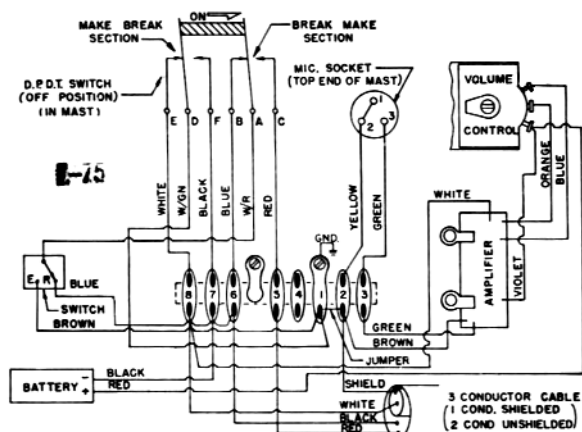 ON
MAKE BREAK
SECTION
BREAK MAKE
SECTION
D.P.D.T. SWITCH
(OFF POSITION)
(IN MAST)
MIC. SOCKET
(TOP END OF MAST)
1
2
3
VOLUME
CONTROL
ORANGE
BLUE
E
D
F
B
A
C
WHITE
W/GN
BLACK
BLUE
W/R
RED
YELLOW
GREEN
WHITE
VIOLET
AMPLIFIER
GND.
E
R
BLUE
SWITCH
BROWN
8
7
6
5
4
1
2
3
GREEN
BROWN
JUMPER
BATTERY
-
+
BLACK
RED
SHIELD
WHITE
BLACK
RED
3 CONDUCTOR CABLE
(1 COND. SHIELDED
2 COND UNSHIELDED)